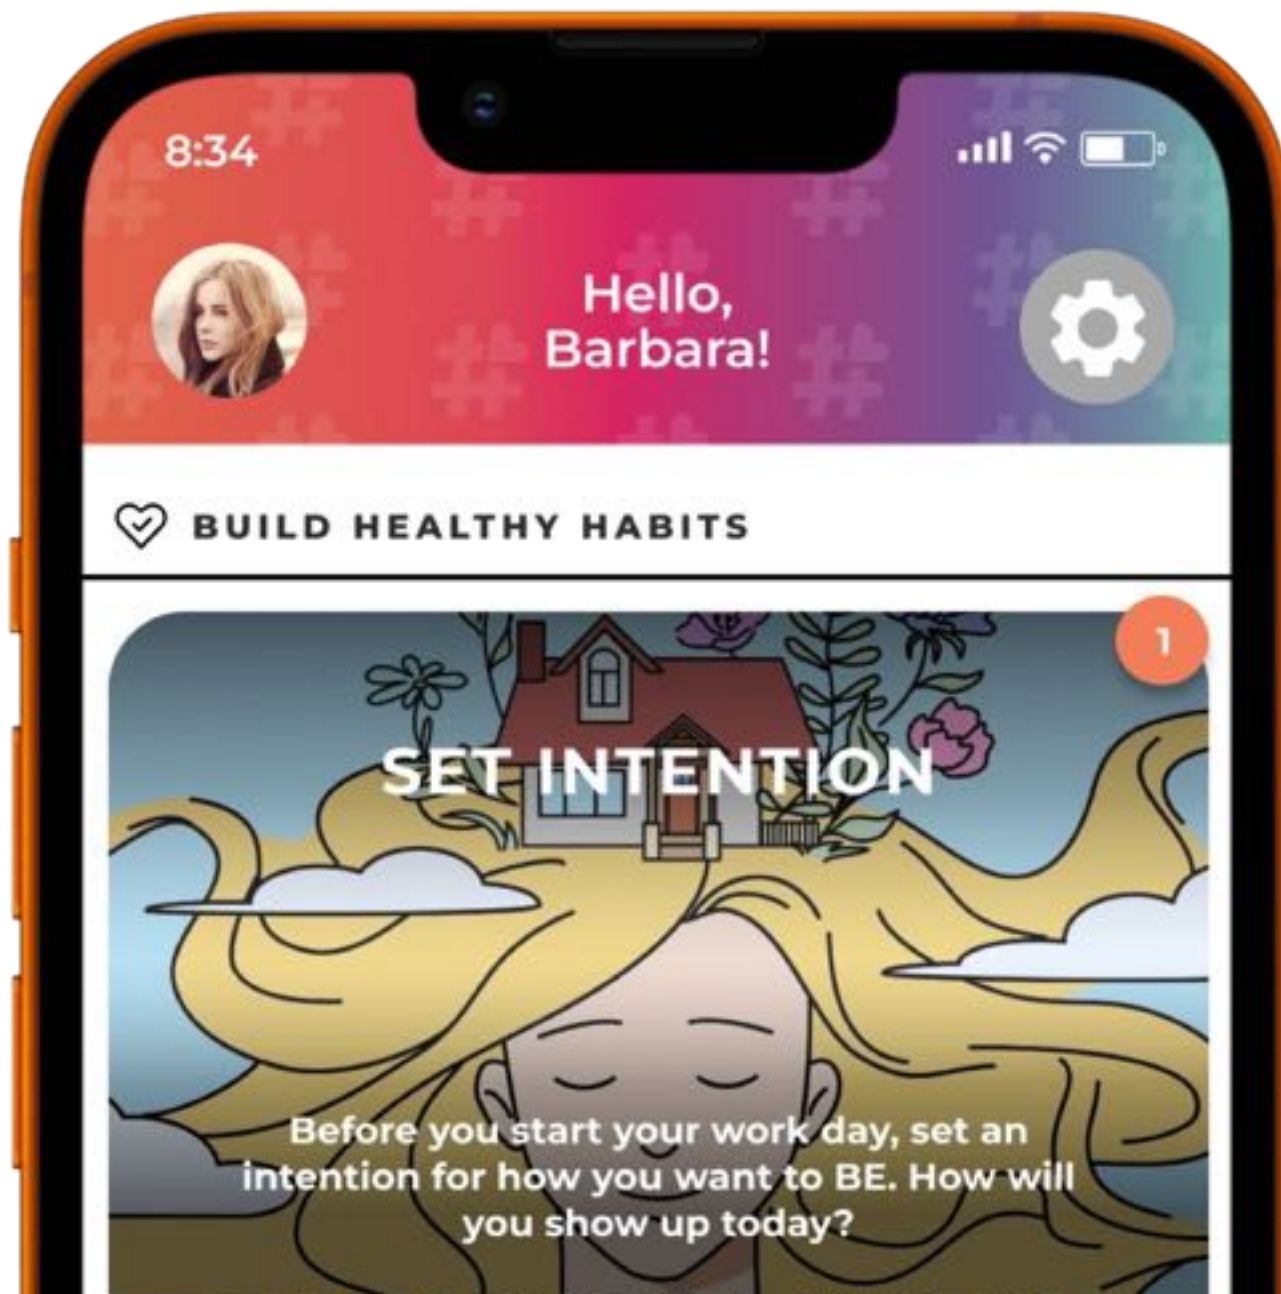 8:34
Hello,
Barbara!
BUILD HEALTHY HABITS
1
SET INTENTION
Before you start your work day, set an
intention for how you want to BE. How will
you show up today?